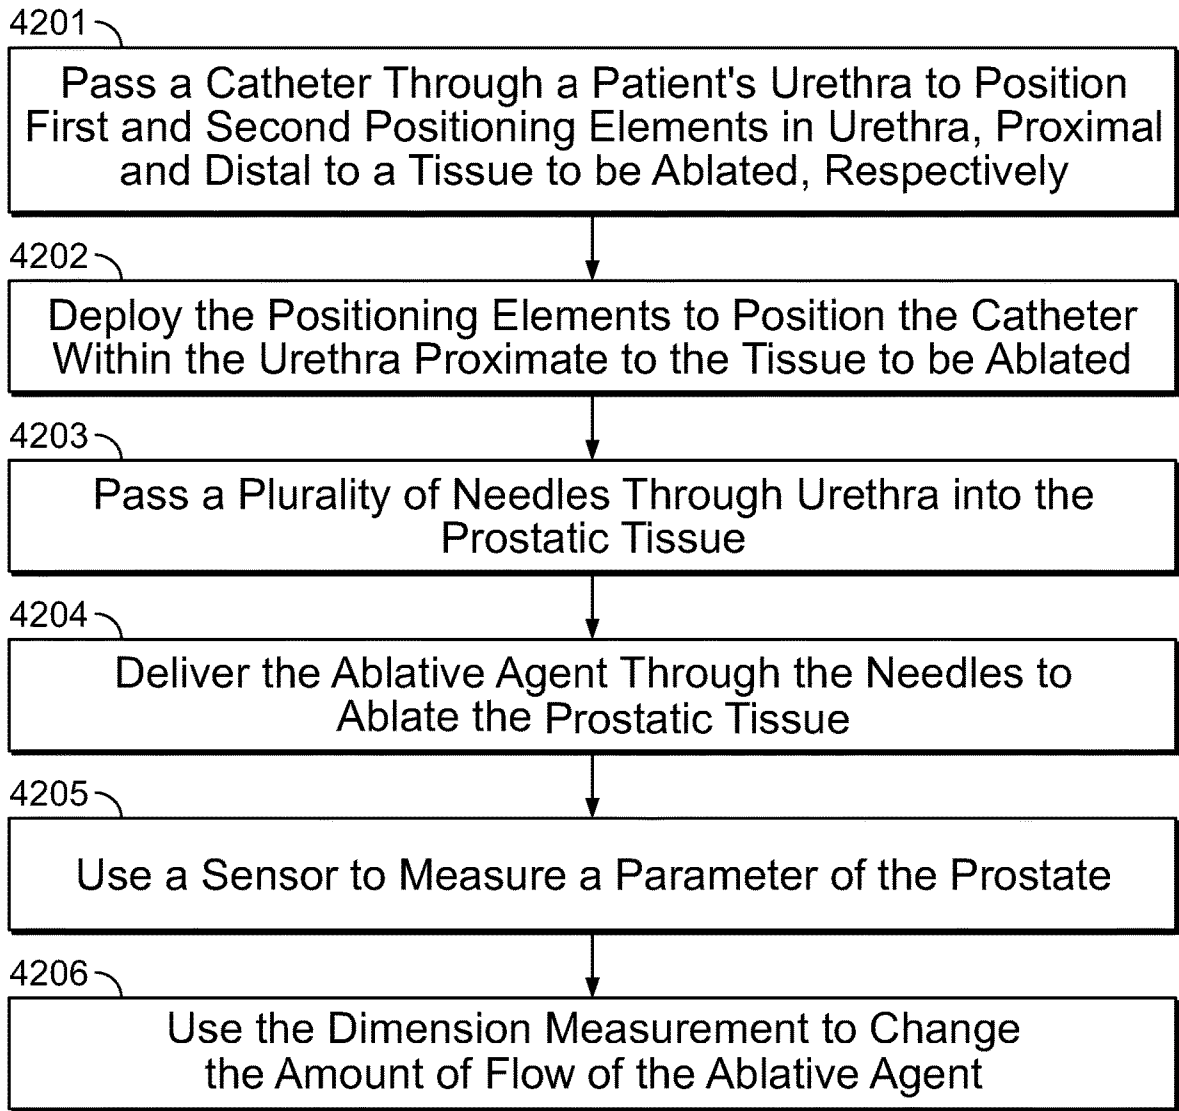 4201
Pass a Catheter Through a Patient's Urethra to Position
First and Second Positioning Elements in Urethra, Proximal
and Distal to a Tissue to be Ablated, Respectively
4202
Deploy the Positioning Elements to Position the Catheter
Within the Urethra Proximate to the Tissue to be Ablated
4203
Pass a Plurality of Needles Through Urethra into the
Prostatic Tissue
4204
Deliver the Ablative Agent Through the Needles to
Ablate the Prostatic Tissue
4205
Use a Sensor to Measure a Parameter of the Prostate
4206
Use the Dimension Measurement to Change
the Amount of Flow of the Ablative Agent